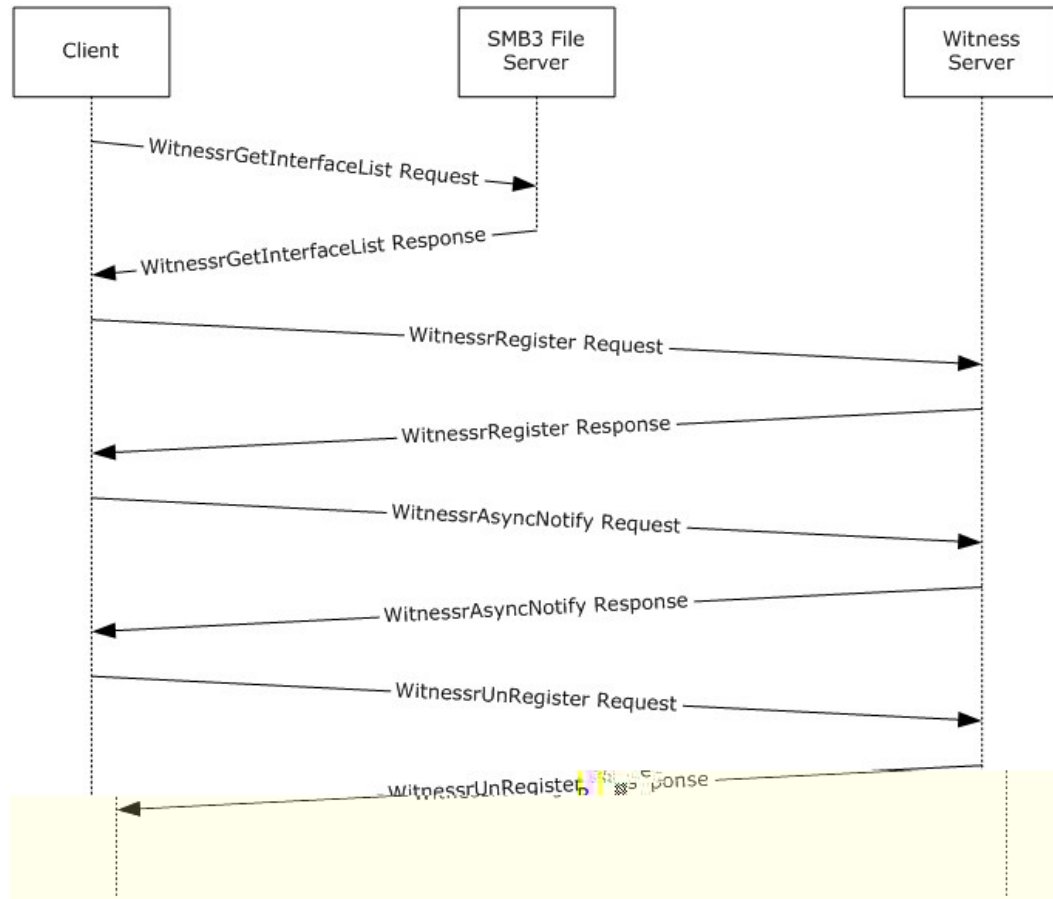 Client
SMB3 File
Server
Witness
Server
WitnessrGetInterfaceList Request
WitnessrGetInterfaceList Response
WitnessrRegister Request
WitnessrRegister Response
WitnessrAsyncNotify Request
WitnessrAsyncNotify Response
WitnessrUnRegister Request
WitnessrUnRegister